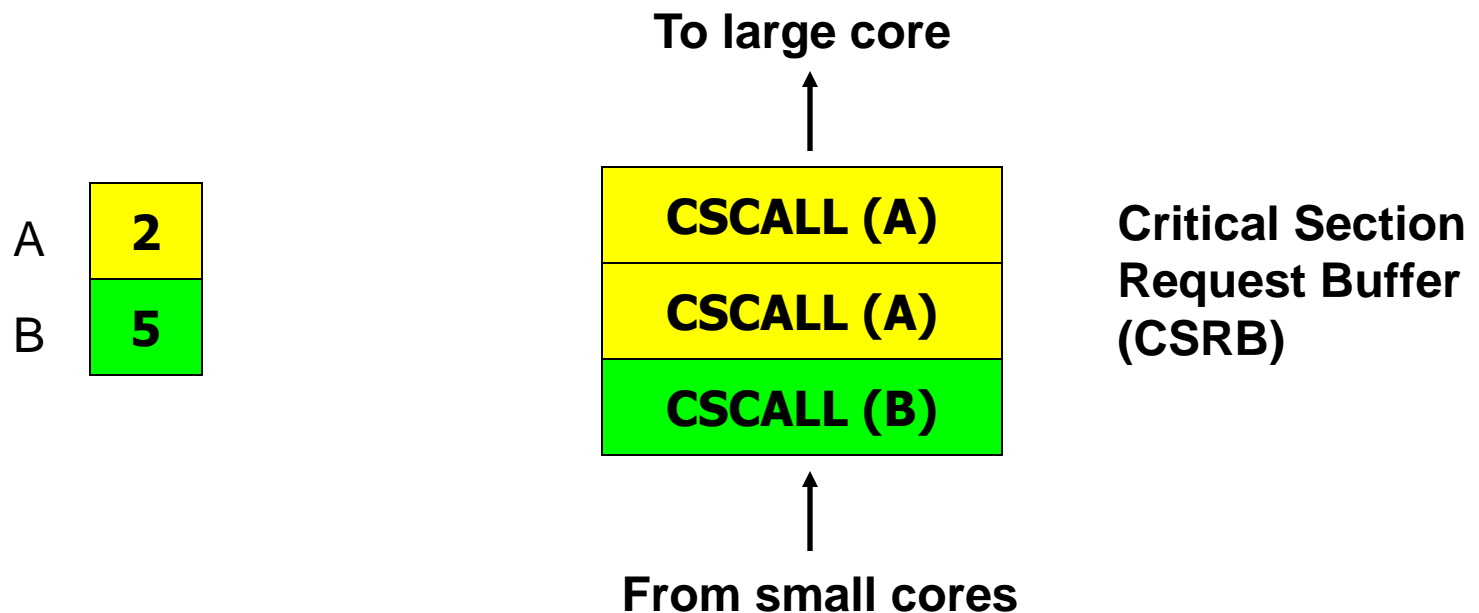 To large core
A
2
B
5
CSCALL (A)
CSCALL (A)
CSCALL (B)
Critical Section
Request Buffer
(CSRB)
From small cores